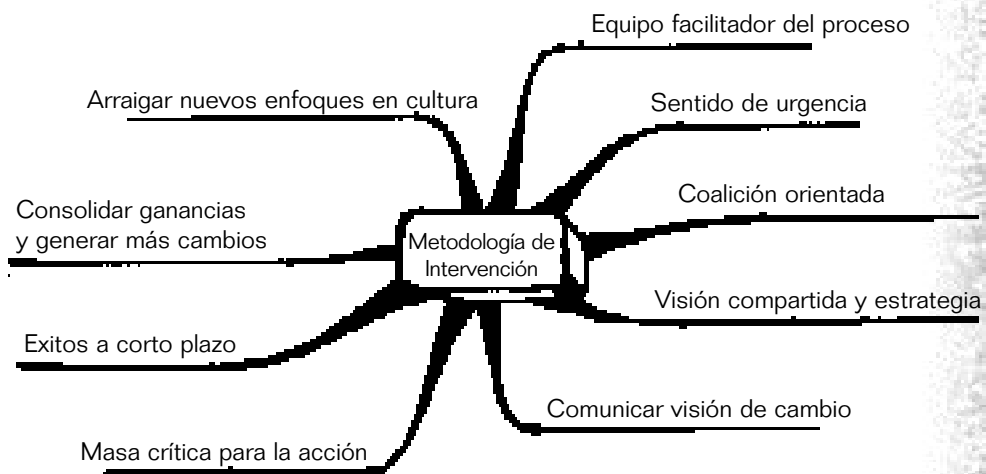 Equipo facilitador del proceso
Arraigar nuevos enfoques en cultura
Sentido de urgencia
Coalición orientada
Consolidar ganancias
y generar más cambios
Metodología de
Intervención
Visión compartida y estrategia
Exitos a corto plazo
Comunicar visión de cambio
Masa crítica para la acción